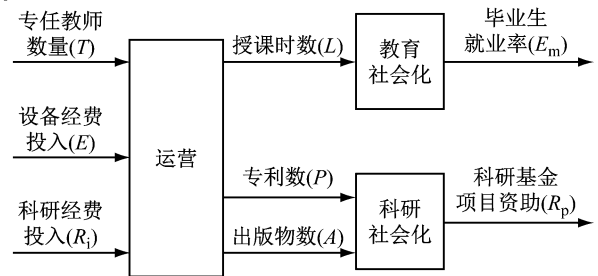 专任教师
数量(T)
设备经费
投入(E)
科研经费
投入(Ri)
运营
授课时数(L)
专利数(P)
出版物数(A)
教育
社会化
科研
社会化
毕业生
就业率(Em)
科研基金
项目资助(Rp)